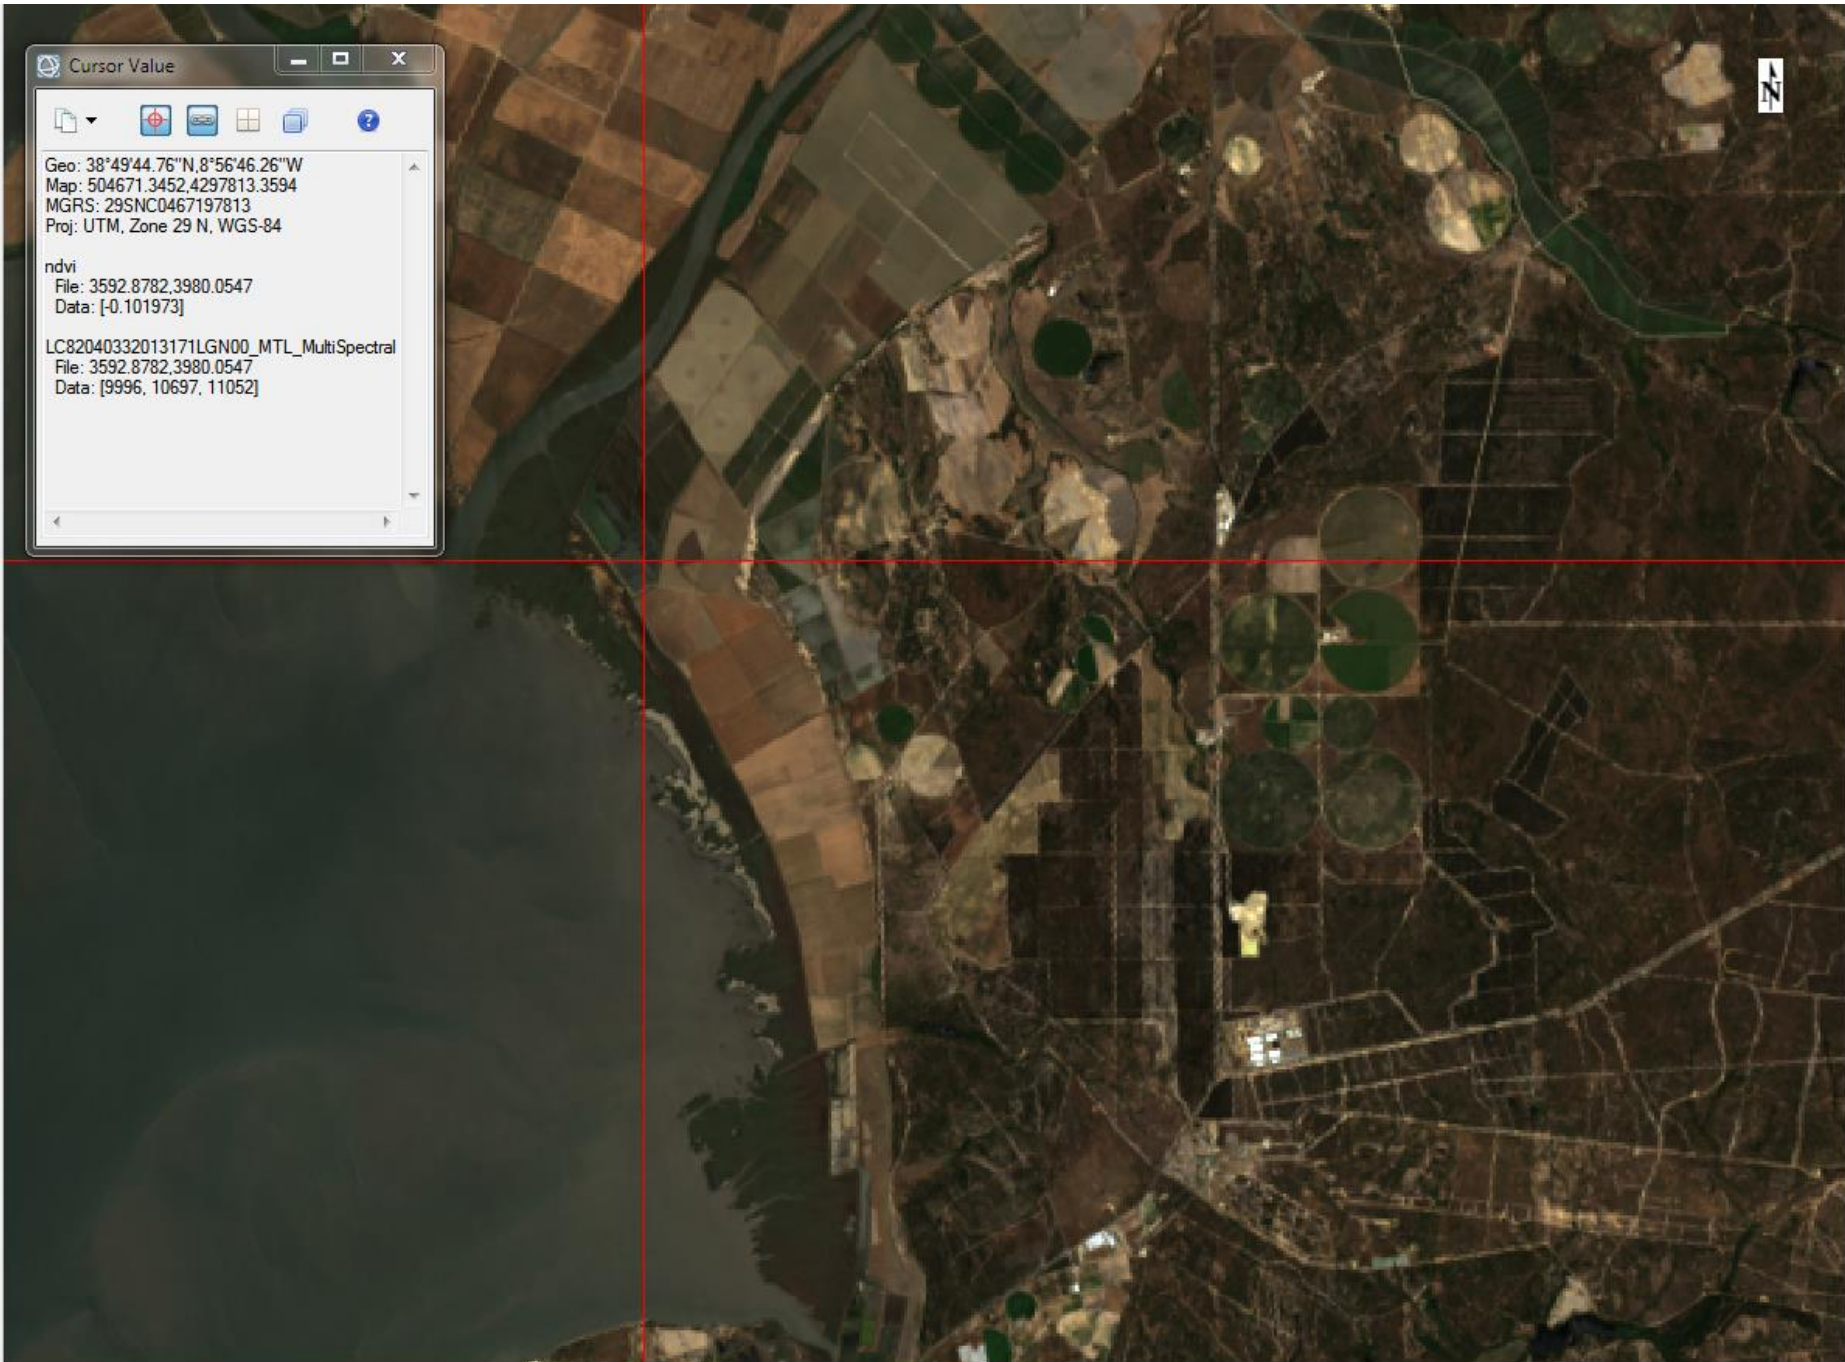 Cursor Value
Geo: 38°49'44.76"N,8°56'46.26"W
Map: 504671.3452,4297813.3594
MGRS: 29SNC0467197813
Proj: UTM, Zone 29 N, WGS-84
ndvi
File: 3592.8782,3980.0547
Data: [-0.101973]
LC82040332013171LGN00_MTL_MultiSpectral
File: 3592.8782,3980.0547
Data: [9996, 10697, 11052]
N